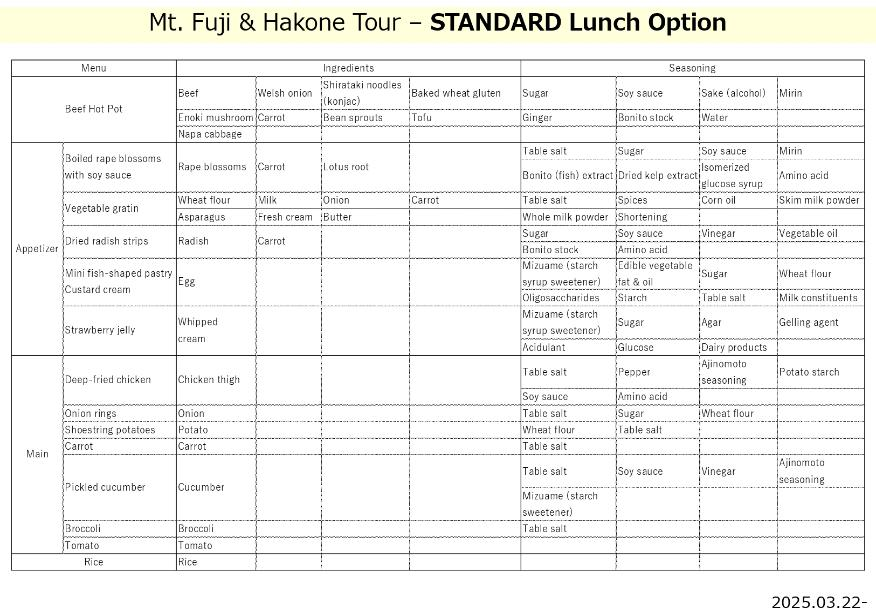 Mt. Fuji & Hakone Tour – STANDARD Lunch Option
Menu Ingredients Seasoning
Beef Hot Pot
Beef Welsh onion Shirataki noodles (konjac) Baked wheat gluten Sugar Soy sauce Sake (alcohol) Mirin
Enoki mushroom Carrot Bean sprouts Tofu Ginger Bonito stock Water
Napa cabbage
Appetizer
Boiled rape blossoms with soy sauce
Rape blossoms Carrot Lotus root
Table salt Sugar Soy sauce Mirin
Bonito (fish) extract Dried kelp extract Isomerized glucose syrup Amino acid
Vegetable gratin
Wheat flour Milk Onion Carrot Table salt Spices Corn oil Skim milk powder
Asparagus Fresh cream Butter Whole milk powder Shortening
Dried radish strips
Radish Carrot
Sugar Soy sauce Vinegar Vegetable oil
Bonito stock Amino acid
Mini fish-shaped pastry Custard cream
Egg
Mizuame (starch syrup sweetener) Edible vegetable fat & oil Sugar Wheat flour
Oligosaccharides Starch Table salt Milk constituents
Strawberry jelly
Whipped cream
Mizuame (starch syrup sweetener) Sugar Agar Gelling agent
Acidulant Glucose Dairy products
Main
Deep-fried chicken
Chicken thigh
Table salt Pepper Ajinomoto seasoning Potato starch
Soy sauce Amino acid
Onion rings Onion Table salt Sugar Wheat flour
Shoestring potatoes Potato Wheat flour Table salt
Carrot Carrot Table salt
Pickled cucumber
Cucumber
Table salt Soy sauce Vinegar Ajinomoto seasoning
Mizuame (starch sweetener)
Broccoli Broccoli Table salt
Tomato Tomato
Rice Rice
2025.03.22-